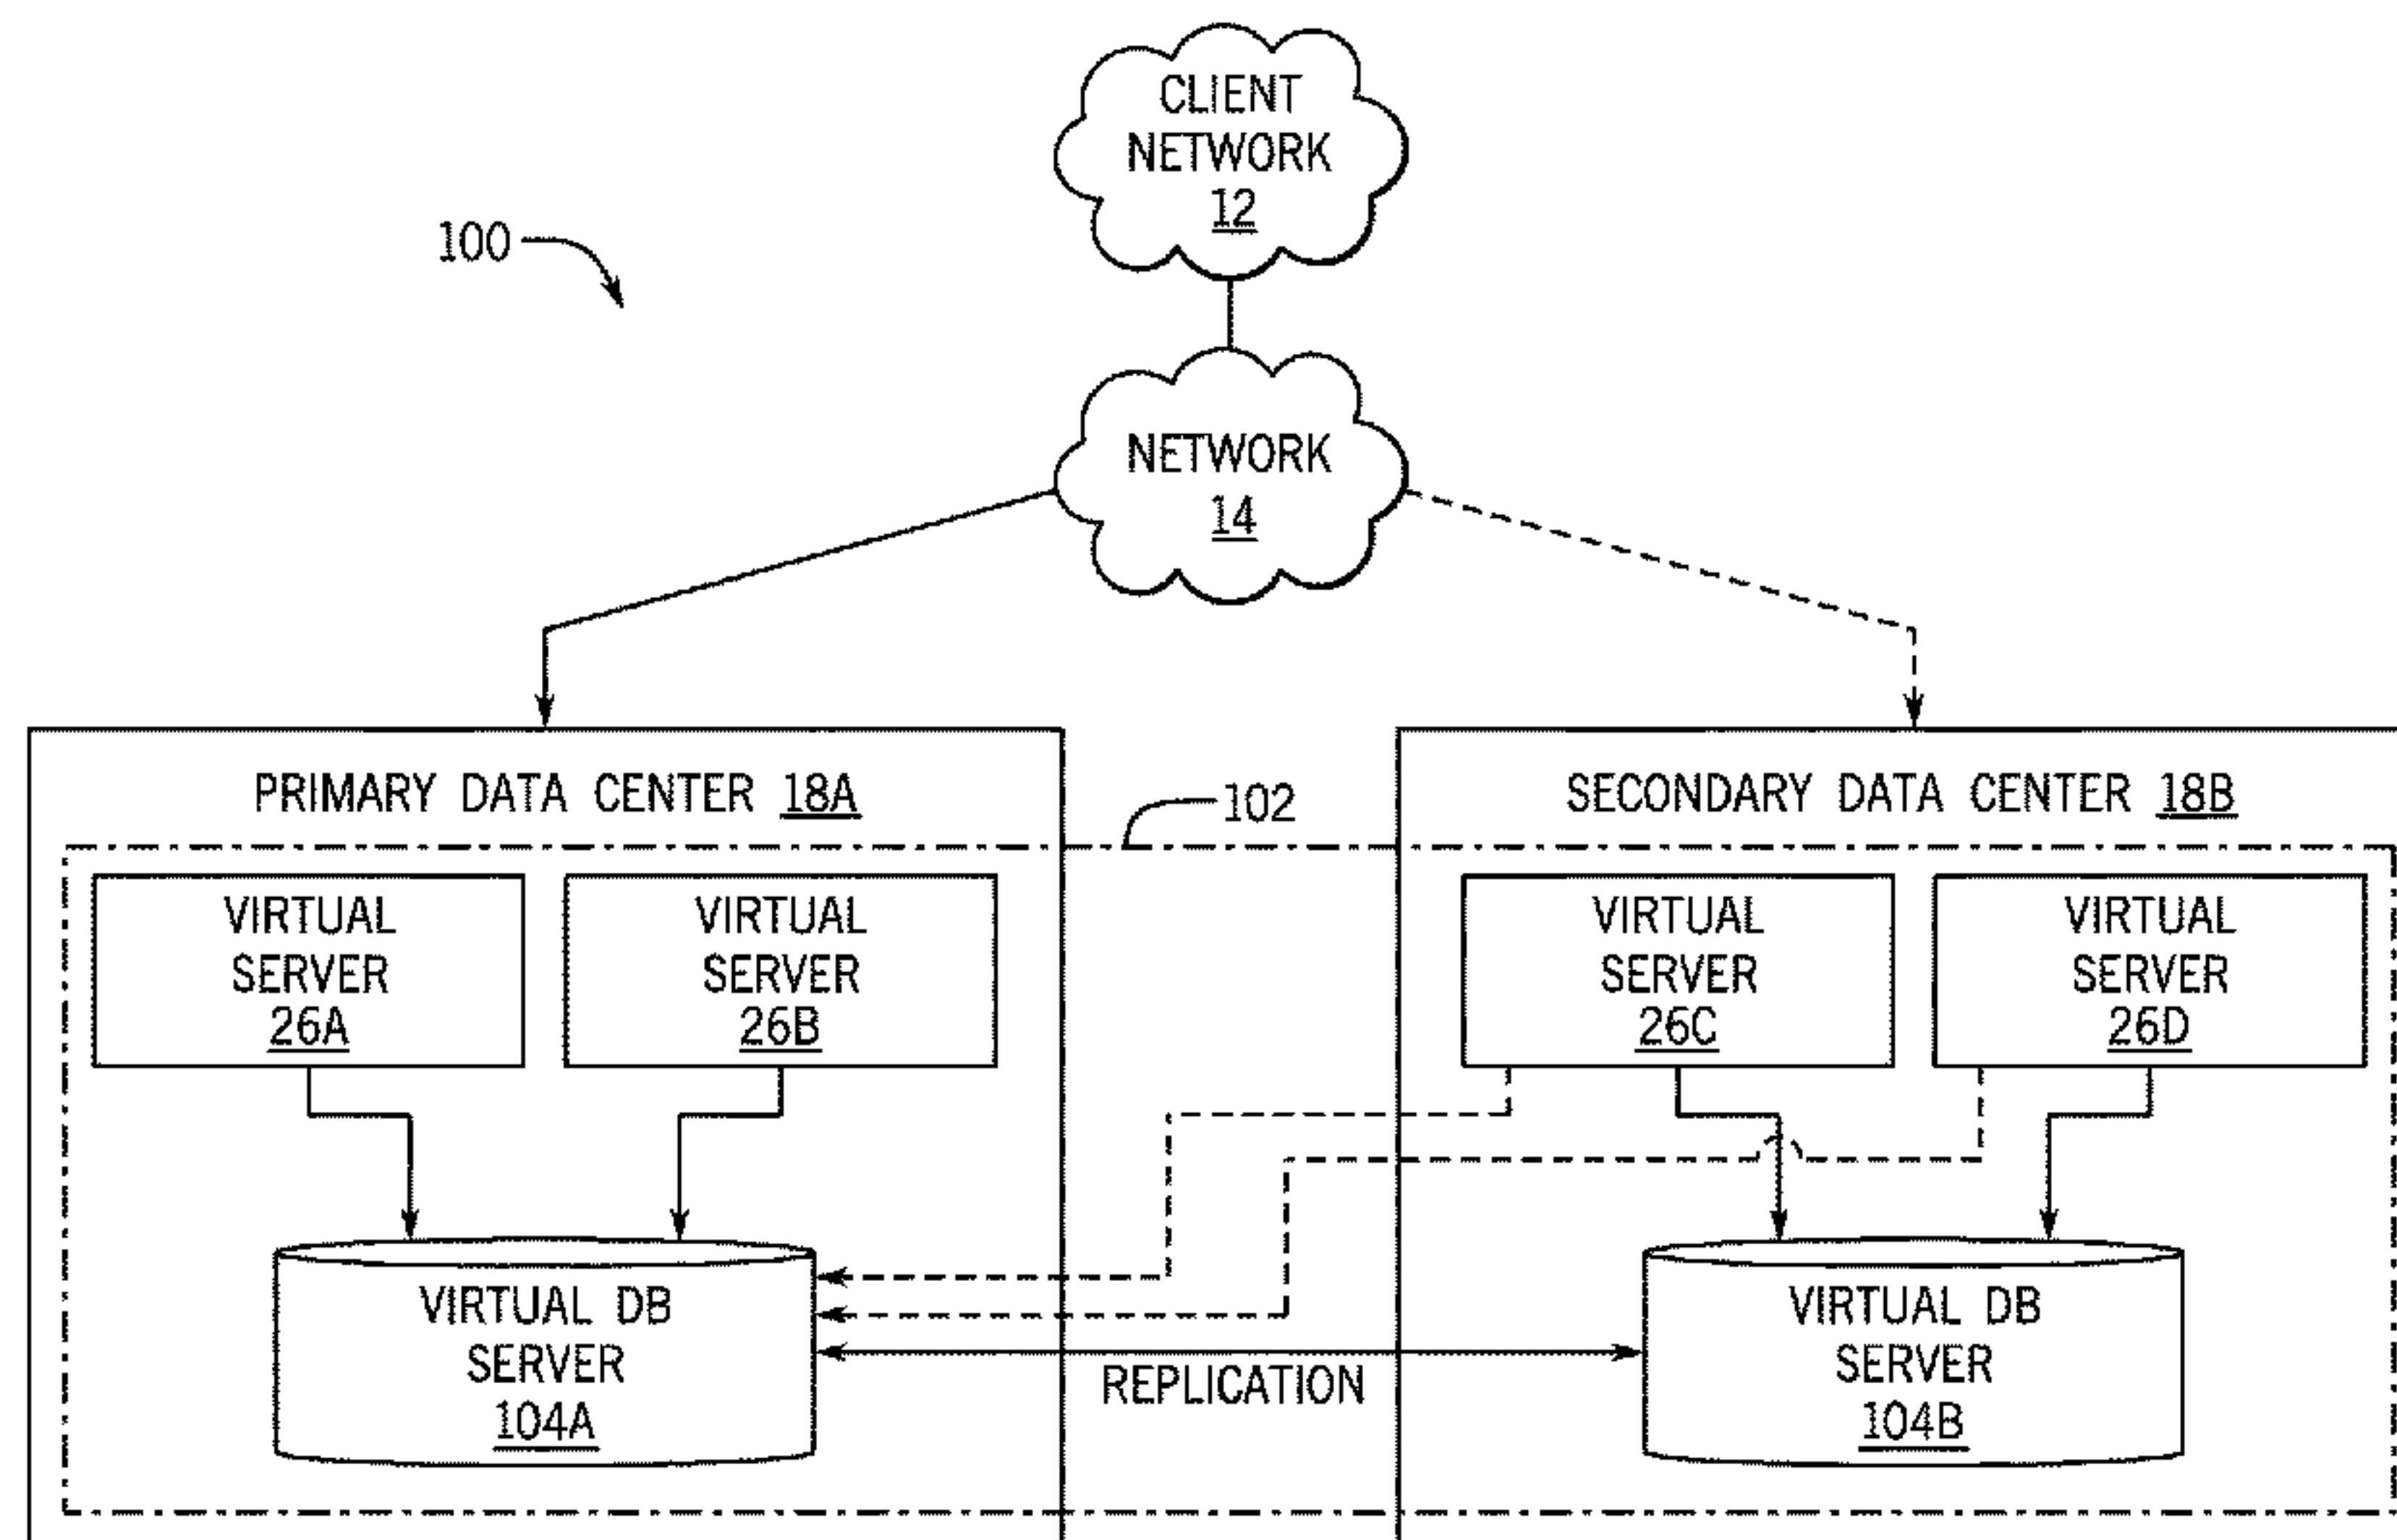 CLIENT
NETWORK
12
100
NETWORK
14
PRIMARY DATA CENTER 18A
102
SECONDARY DATA CENTER 18B
VIRTUAL
SERVER
26A
VIRTUAL
SERVER
26B
VIRTUAL
SERVER
26C
VIRTUAL
SERVER
26D
VIRTUAL DB
SERVER
104A
REPLICATION
VIRTUAL DB
SERVER
104B